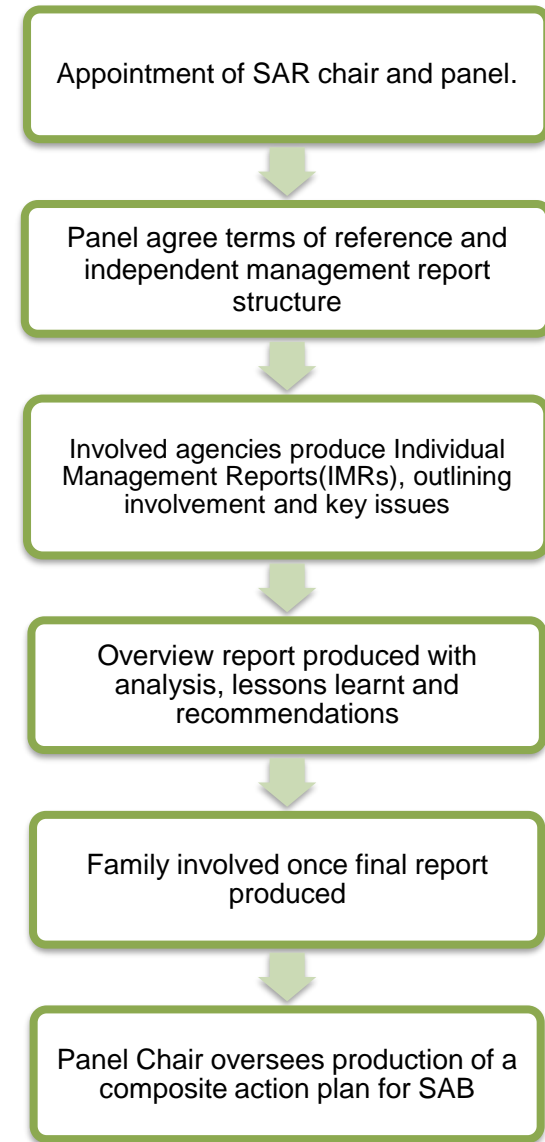 Appointment of SAR chair and panel.
Panel agree terms of reference and
independent management report
structure
Involved agencies produce Individual
Management Reports(IMRs), outlining
involvement and key issues
Overview report produced with
analysis, lessons learnt and
recommendations
Family involved once final report
produced
Panel Chair oversees production of a
composite action plan for SAB